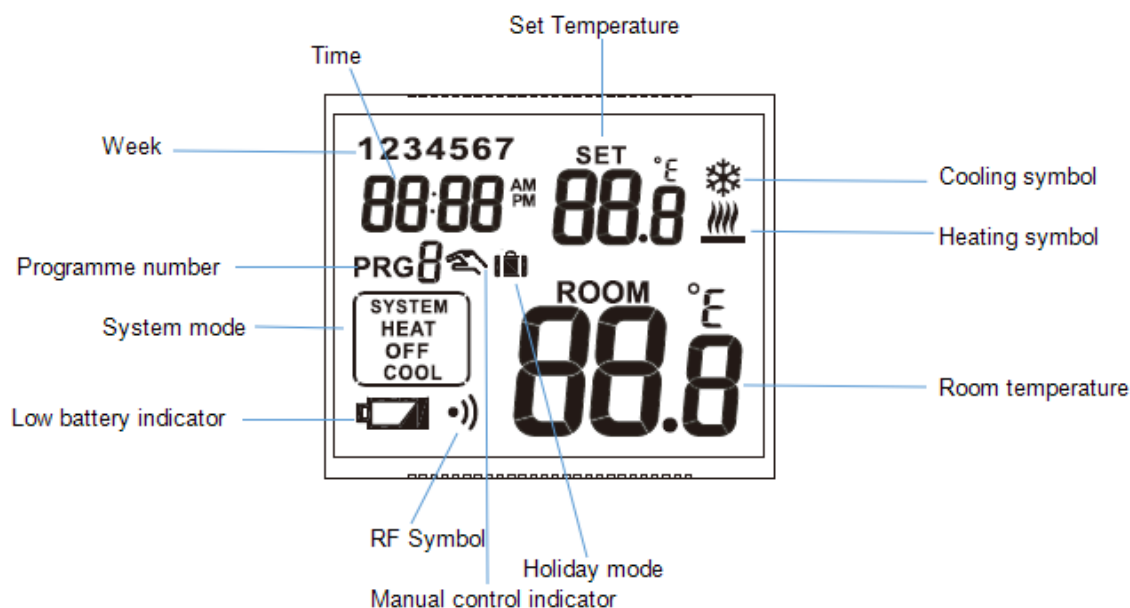 Set Temperature
Time
Week
1234567
SET
°E
88:88
AM
PM
88.8
Cooling symbol
Heating symbol
Programme number
PRG8
ROOM
°E
System mode
SYSTEM
HEAT
OFF
COOL
88.8
Room temperature
Low battery indicator
RF Symbol
Holiday mode
Manual control indicator